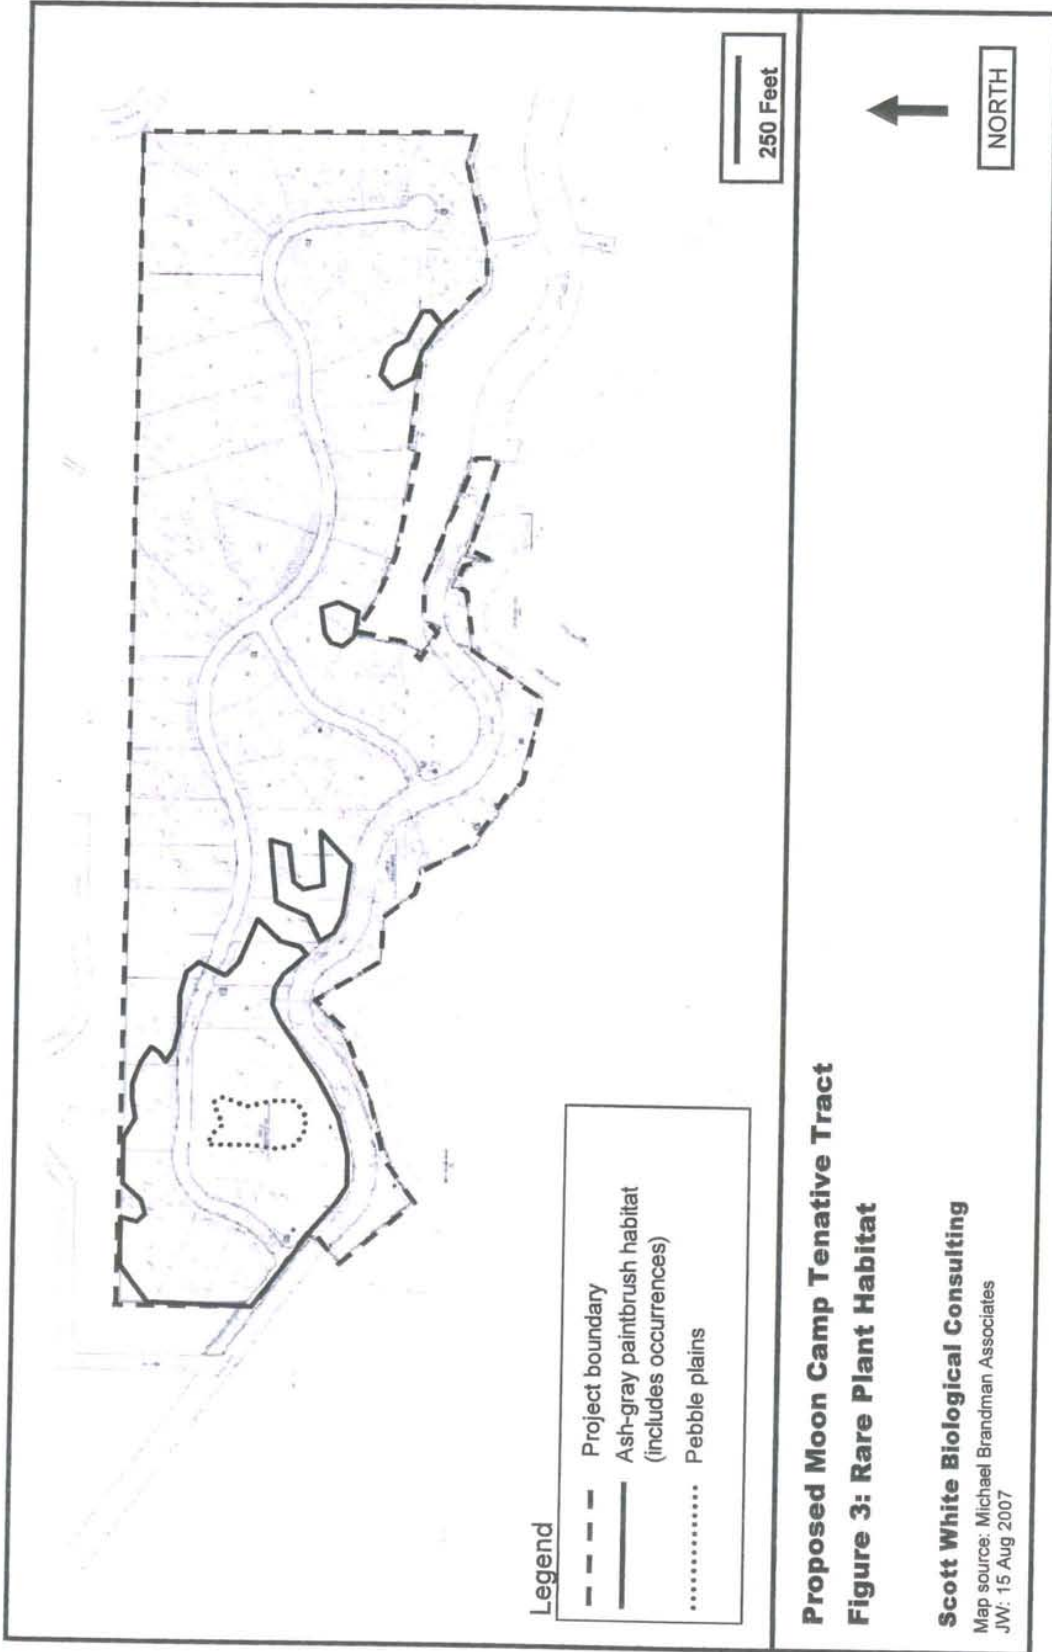 250 Feet
Legend
Project boundary
Ash-gray paintbrush habitat
(includes occurrences)
Pebble plains
Proposed Moon Camp Tenative Tract
Figure 3: Rare Plant Habitat
Scott White Biological Consulting
Map source: Michael Brandman Associates
JW: 15 Aug 2007
NORTH